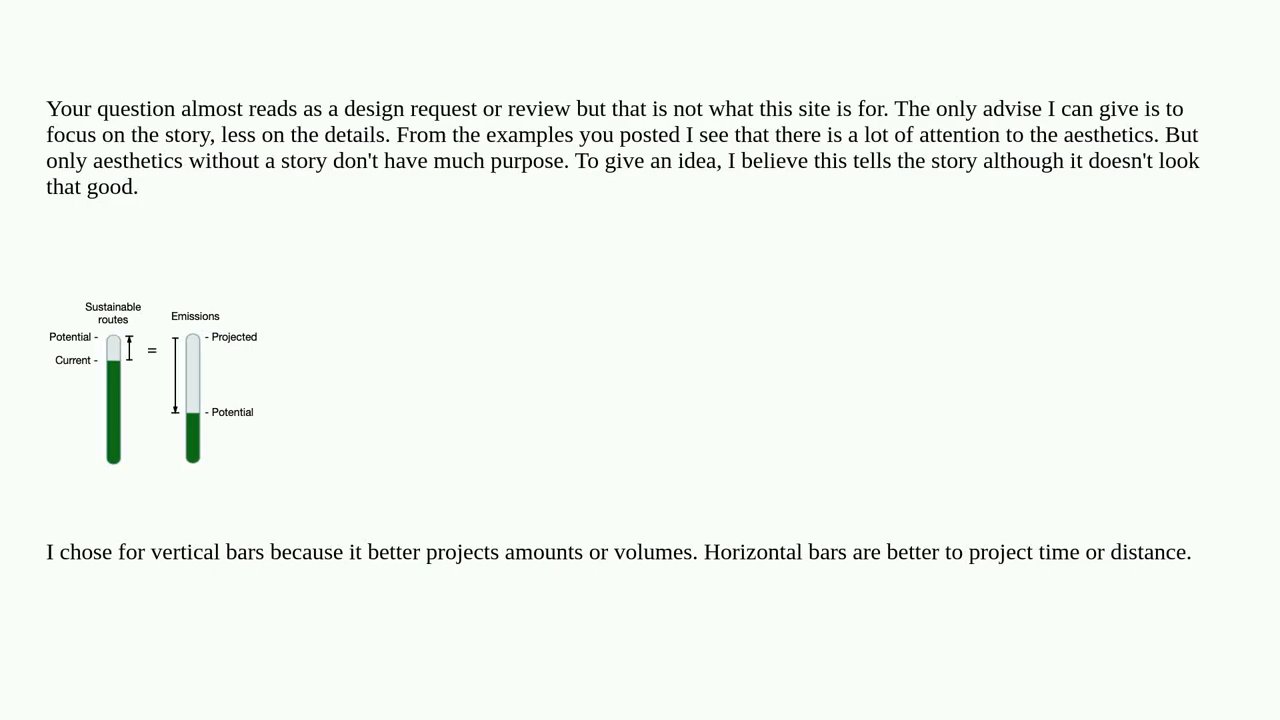 Your question almost reads as a design request or review but that is not what this site is for. The only advise I can give is to
focus on the story, less on the details. From the examples you posted I see that there is a lot of attention to the aesthetics. But
only aesthetics without a story don't have much purpose. To give an idea, I believe this tells the story although it doesn't look
that good.
Sustainable
routes
Emissions
Potential -
- Projected
=
Current -
- Potential
I chose for vertical bars because it better projects amounts or volumes. Horizontal bars are better to project time or distance.